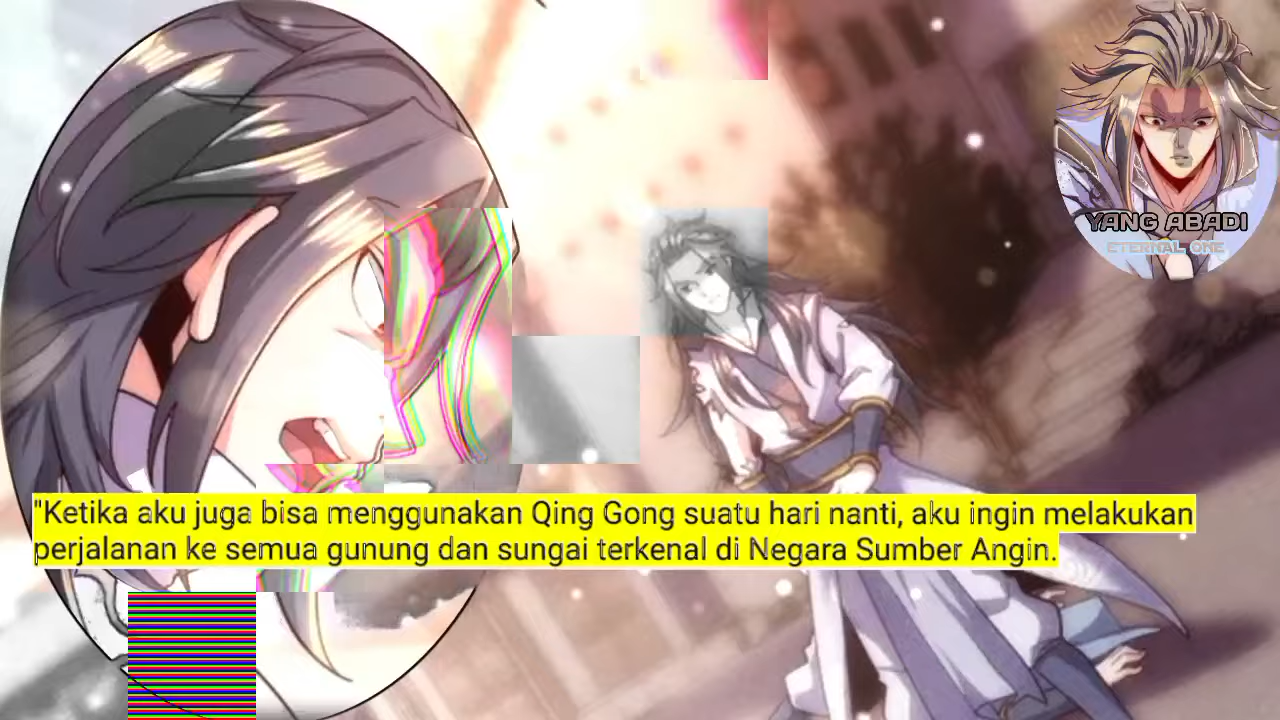 YANG ABADI
ETERNAL ONE
"Ketika aku juga bisa menggunakan Qing Gong suatu hari nanti, aku ingin melakukan
perjalanan ke semua gunung dan sungai terkenal di Negara Sumber Angin.